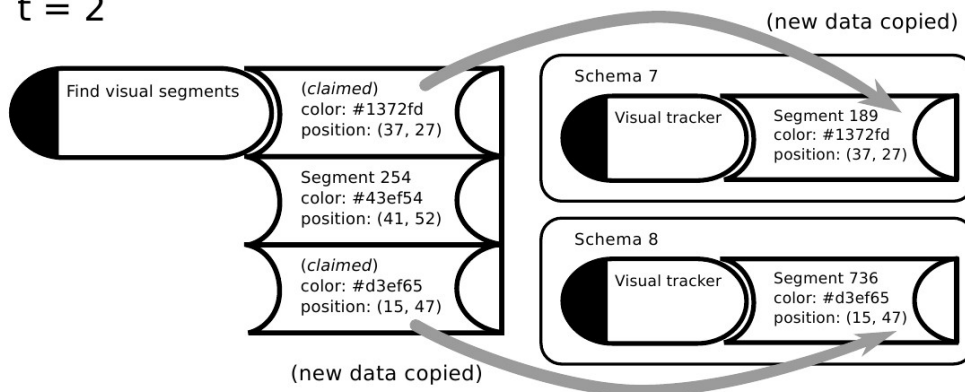 t = 2
(new data copied)
Find visual segments
(claimed)
color: #1372fd
position: (37, 27)
Segment 254
color: #43ef54
position: (41, 52)
(claimed)
color: #d3ef65
position: (15, 47)
(new data copied)
Schema 7
Visual tracker
Segment 189
color: #1372fd
position: (37, 27)
Schema 8
Visual tracker
Segment 736
color: #d3ef65
position: (15, 47)